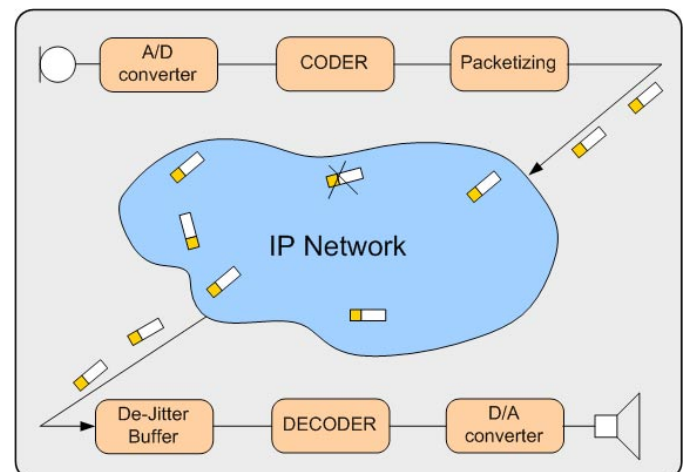 A/D
converter
CODER
Packetizing
IP Network
De-Jitter
Buffer
DECODER
D/A
converter